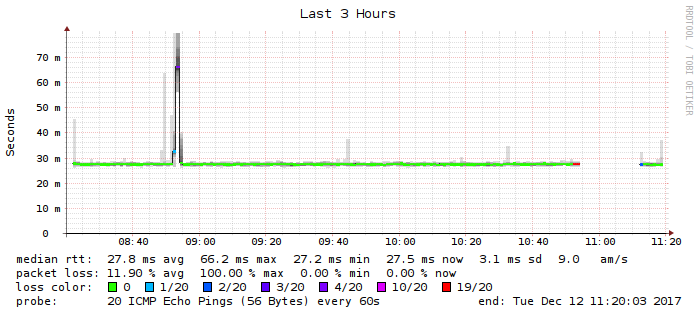 Last 3 Hours
RRDTOOL / TOBI OETIKER
Seconds
70 m
60 m
50 m
40 m
30 m
20 m
10 m
0
08:40 09:00 09:20 09:40 10:00 10:20 10:40 11:00 11:20
median rtt: 27.8 ms avg 66.2 ms max 27.2 ms min 27.5 ms now 3.1 ms sd 9.0 am/s
packet loss: 11.90 % avg 100.00 % max 0.00 % min 0.00 % now
loss color: 0 1/20 2/20 3/20 4/20 10/20 19/20
probe: 20 ICMP Echo Pings (56 Bytes) every 60s end: Tue Dec 12 11:20:03 2017